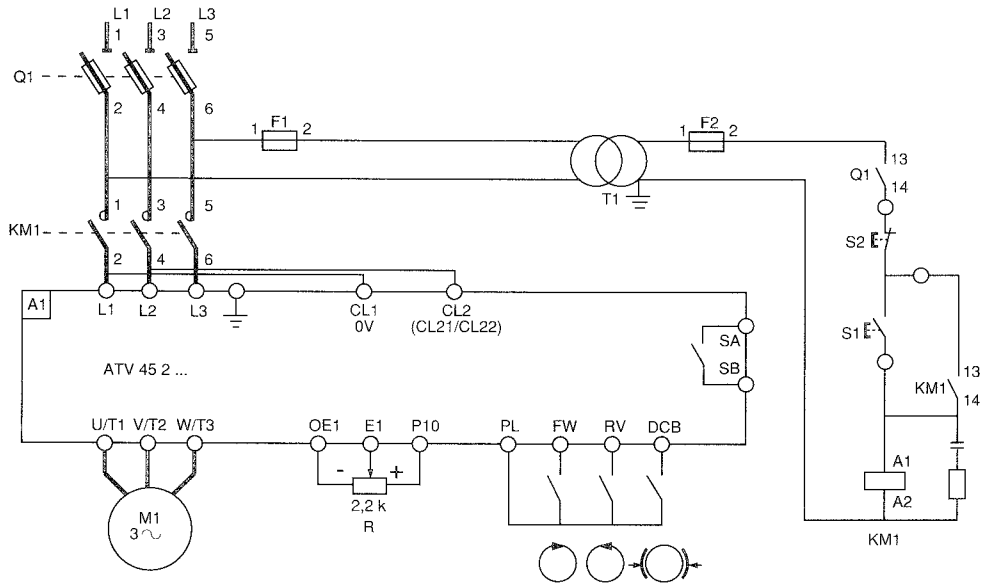 L1 L2 L3
1 3 5
Q1
2 4 6
1 F1 2
1 F2 2
T1
13
Q1
14
1 3 5
KM1
2 4 6
S2
A1
L1 L2 L3
CL1
0V
CL2
(CL21/CL22)
SA
SB
S1
ATV 45 2 ...
13
KM1
14
U/T1 V/T2 W/T3
OE1 E1 P10
PL FW RV DCB
- +
2,2 k
R
M1
3 ~
A1
A2
KM1